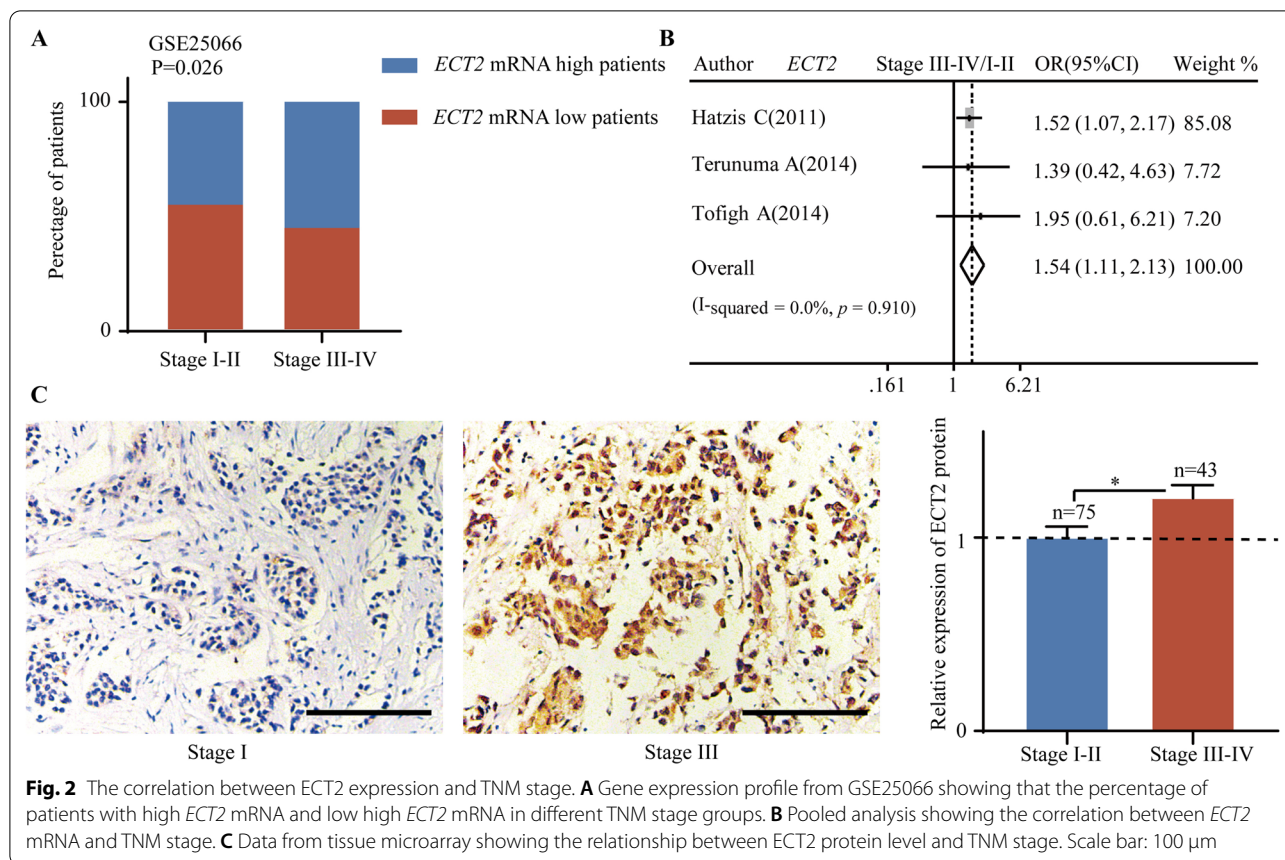 A
GSE25066
P=0.026
ECT2 mRNA high patients
ECT2 mRNA low patients
Perectage of patients
100
0
Stage I-II
Stage III-IV
B
Author ECT2 Stage III-IV/I-II OR(95%CI) Weight %
Hatzis C(2011) 1.52 (1.07, 2.17) 85.08
Terunuma A(2014) 1.39 (0.42, 4.63) 7.72
Tofigh A(2014) 1.95 (0.61, 6.21) 7.20
Overall 1.54 (1.11, 2.13) 100.00
(I-squared = 0.0%, p = 0.910)
.161 1 6.21
C
Stage I
Stage III
Relative expression of ECT2 protein
1
0
n=75
*
n=43
Stage I-II
Stage III-IV
Fig. 2 The correlation between ECT2 expression and TNM stage. A Gene expression profile from GSE25066 showing that the percentage of
patients with high ECT2 mRNA and low high ECT2 mRNA in different TNM stage groups. B Pooled analysis showing the correlation between ECT2
mRNA and TNM stage. C Data from tissue microarray showing the relationship between ECT2 protein level and TNM stage. Scale bar: 100 µm